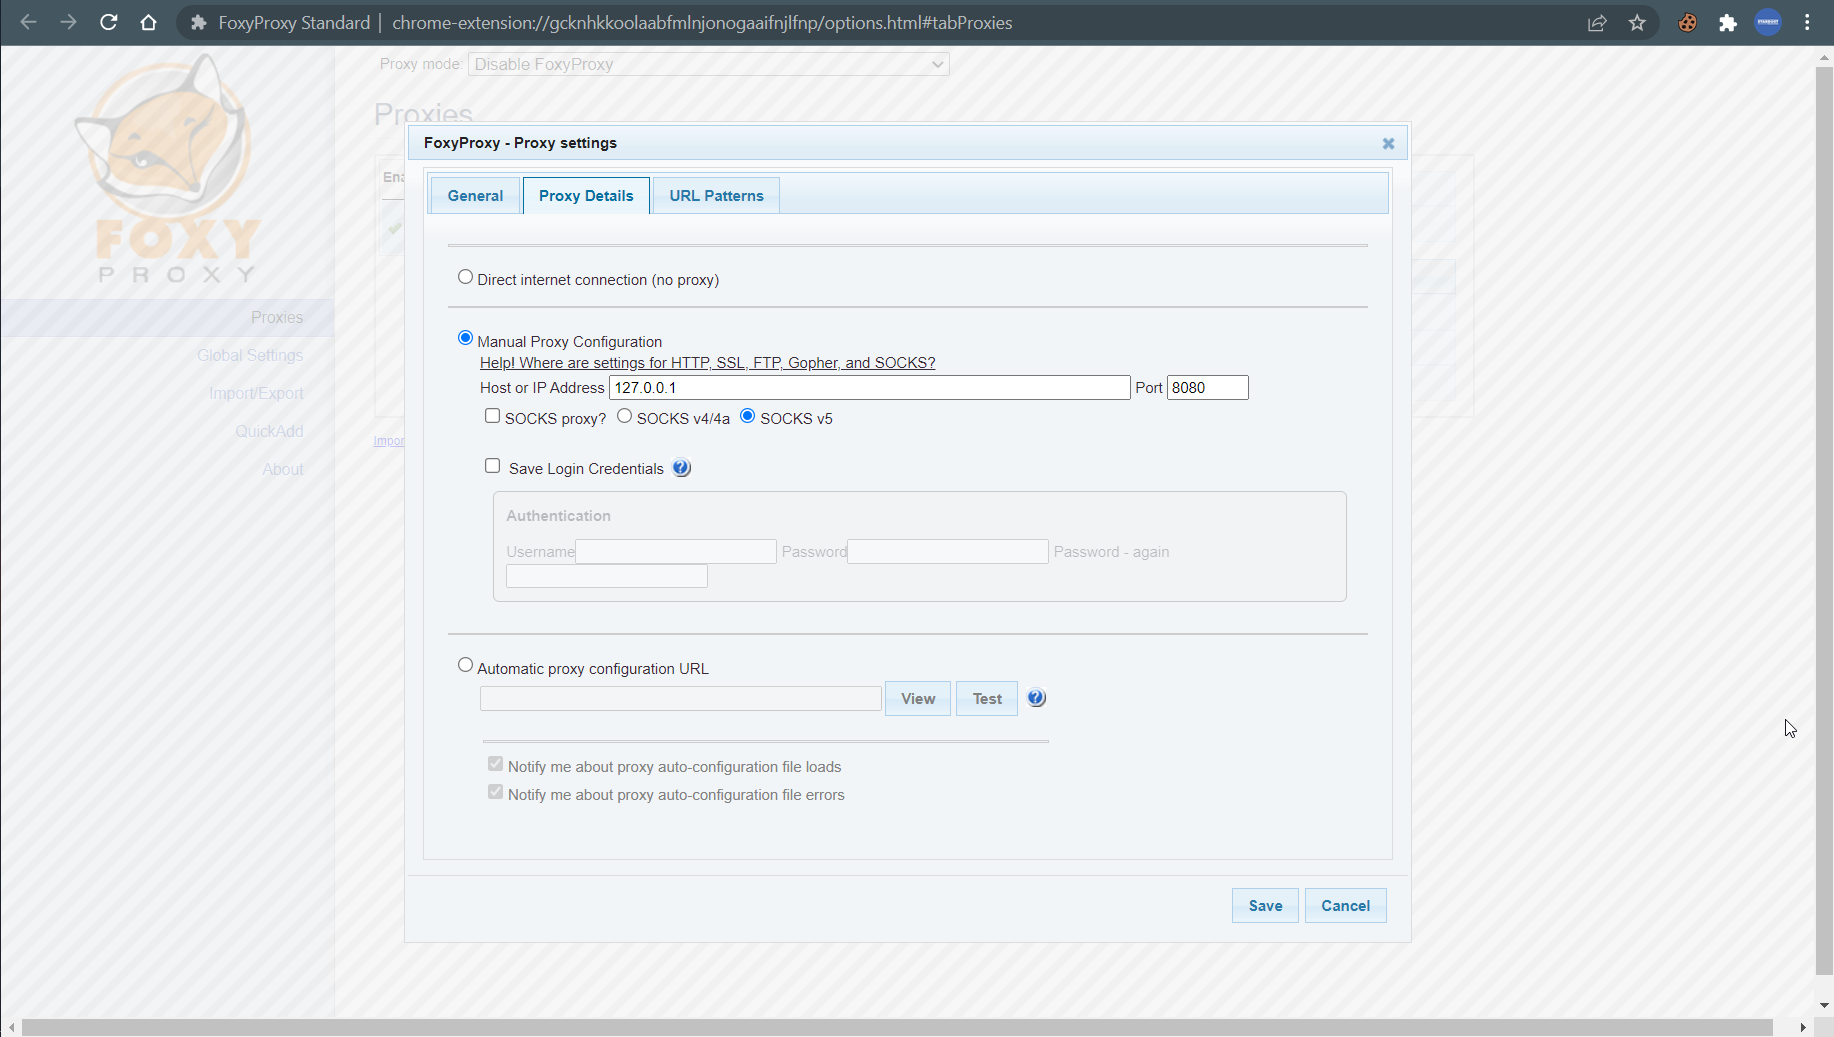 FoxyProxy Standard | chrome-extension://gcknhkkoolaabfmlnjonogaaifnjlfnp/options.html#tabProxies
Proxy mode: Disable FoxyProxy
Proxies
FOXY
PROXY
FoxyProxy - Proxy settings
General Proxy Details URL Patterns
Direct internet connection (no proxy)
Proxies
Global Settings
Import/Export
QuickAdd
About
Manual Proxy Configuration
Help! Where are settings for HTTP, SSL, FTP, Gopher, and SOCKS?
Host or IP Address 127.0.0.1 Port 8080
SOCKS proxy? SOCKS v4/4a SOCKS v5
Save Login Credentials
Authentication
Username Password Password - again
Automatic proxy configuration URL
View Test
Notify me about proxy auto-configuration file loads
Notify me about proxy auto-configuration file errors
Save Cancel